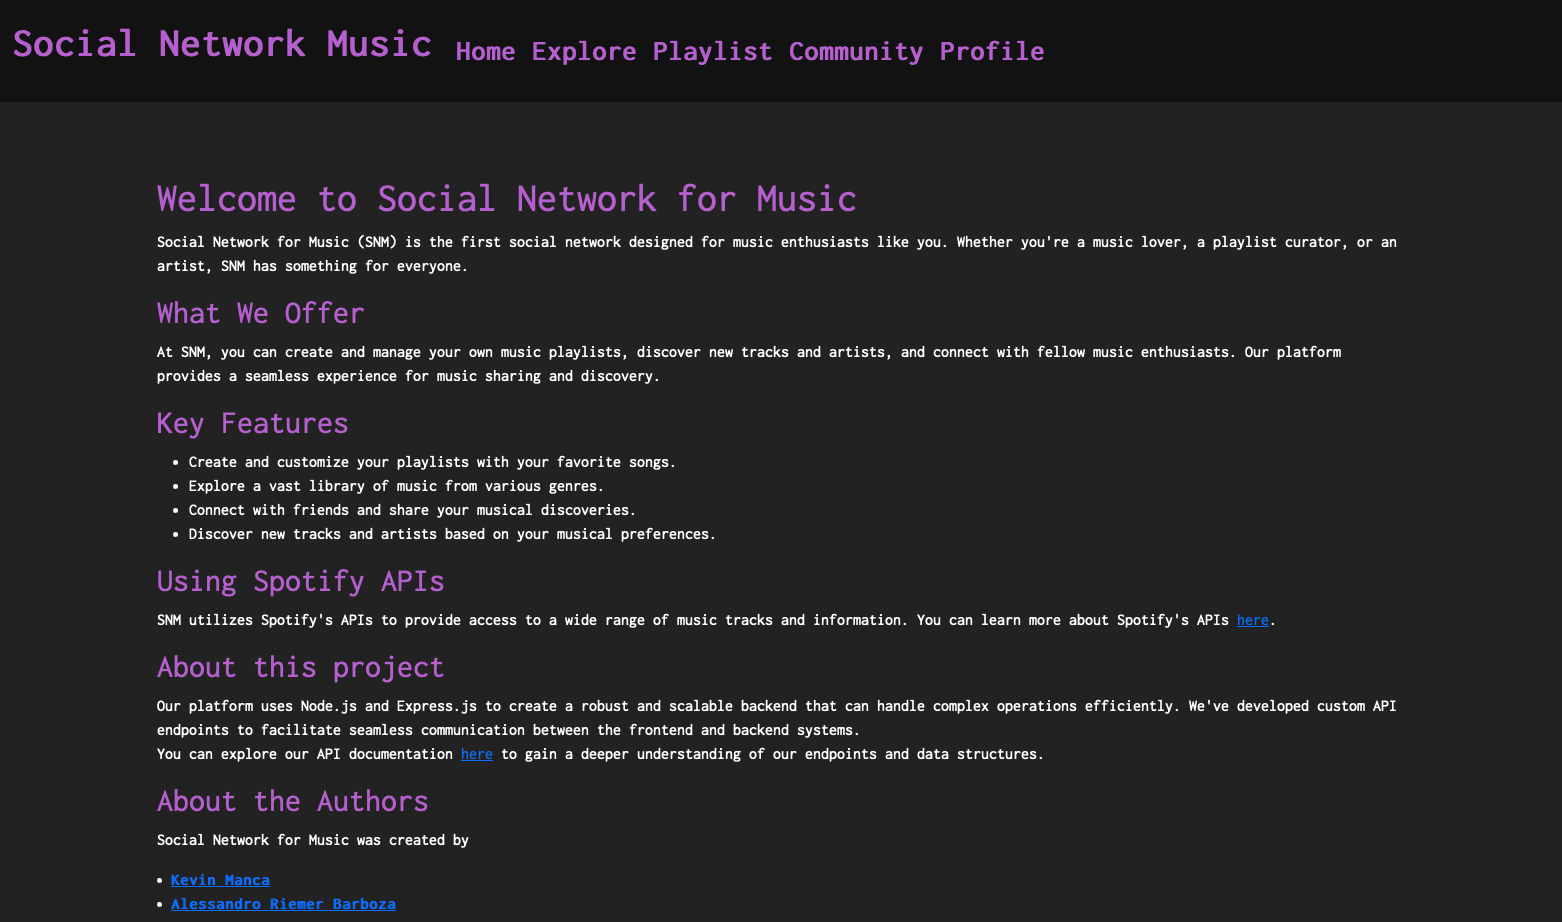 Social Network Music Home Explore Playlist Community Profile
Welcome to Social Network for Music
Social Network for Music (SNM) is the first social network designed for music enthusiasts like you. Whether you're a music lover, a playlist curator, or an
artist, SNM has something for everyone.
What We Offer
At SNM, you can create and manage your own music playlists, discover new tracks and artists, and connect with fellow music enthusiasts. Our platform
provides a seamless experience for music sharing and discovery.
Key Features
• Create and customize your playlists with your favorite songs.
• Explore a vast library of music from various genres.
• Connect with friends and share your musical discoveries.
• Discover new tracks and artists based on your musical preferences.
Using Spotify APIs
SNM utilizes Spotify's APIs to provide access to a wide range of music tracks and information. You can learn more about Spotify's APIs here.
About this project
Our platform uses Node.js and Express.js to create a robust and scalable backend that can handle complex operations efficiently. We've developed custom API
endpoints to facilitate seamless communication between the frontend and backend systems.
You can explore our API documentation here to gain a deeper understanding of our endpoints and data structures.
About the Authors
Social Network for Music was created by
• Kevin Manca
• Alessandro Riemer Barboza